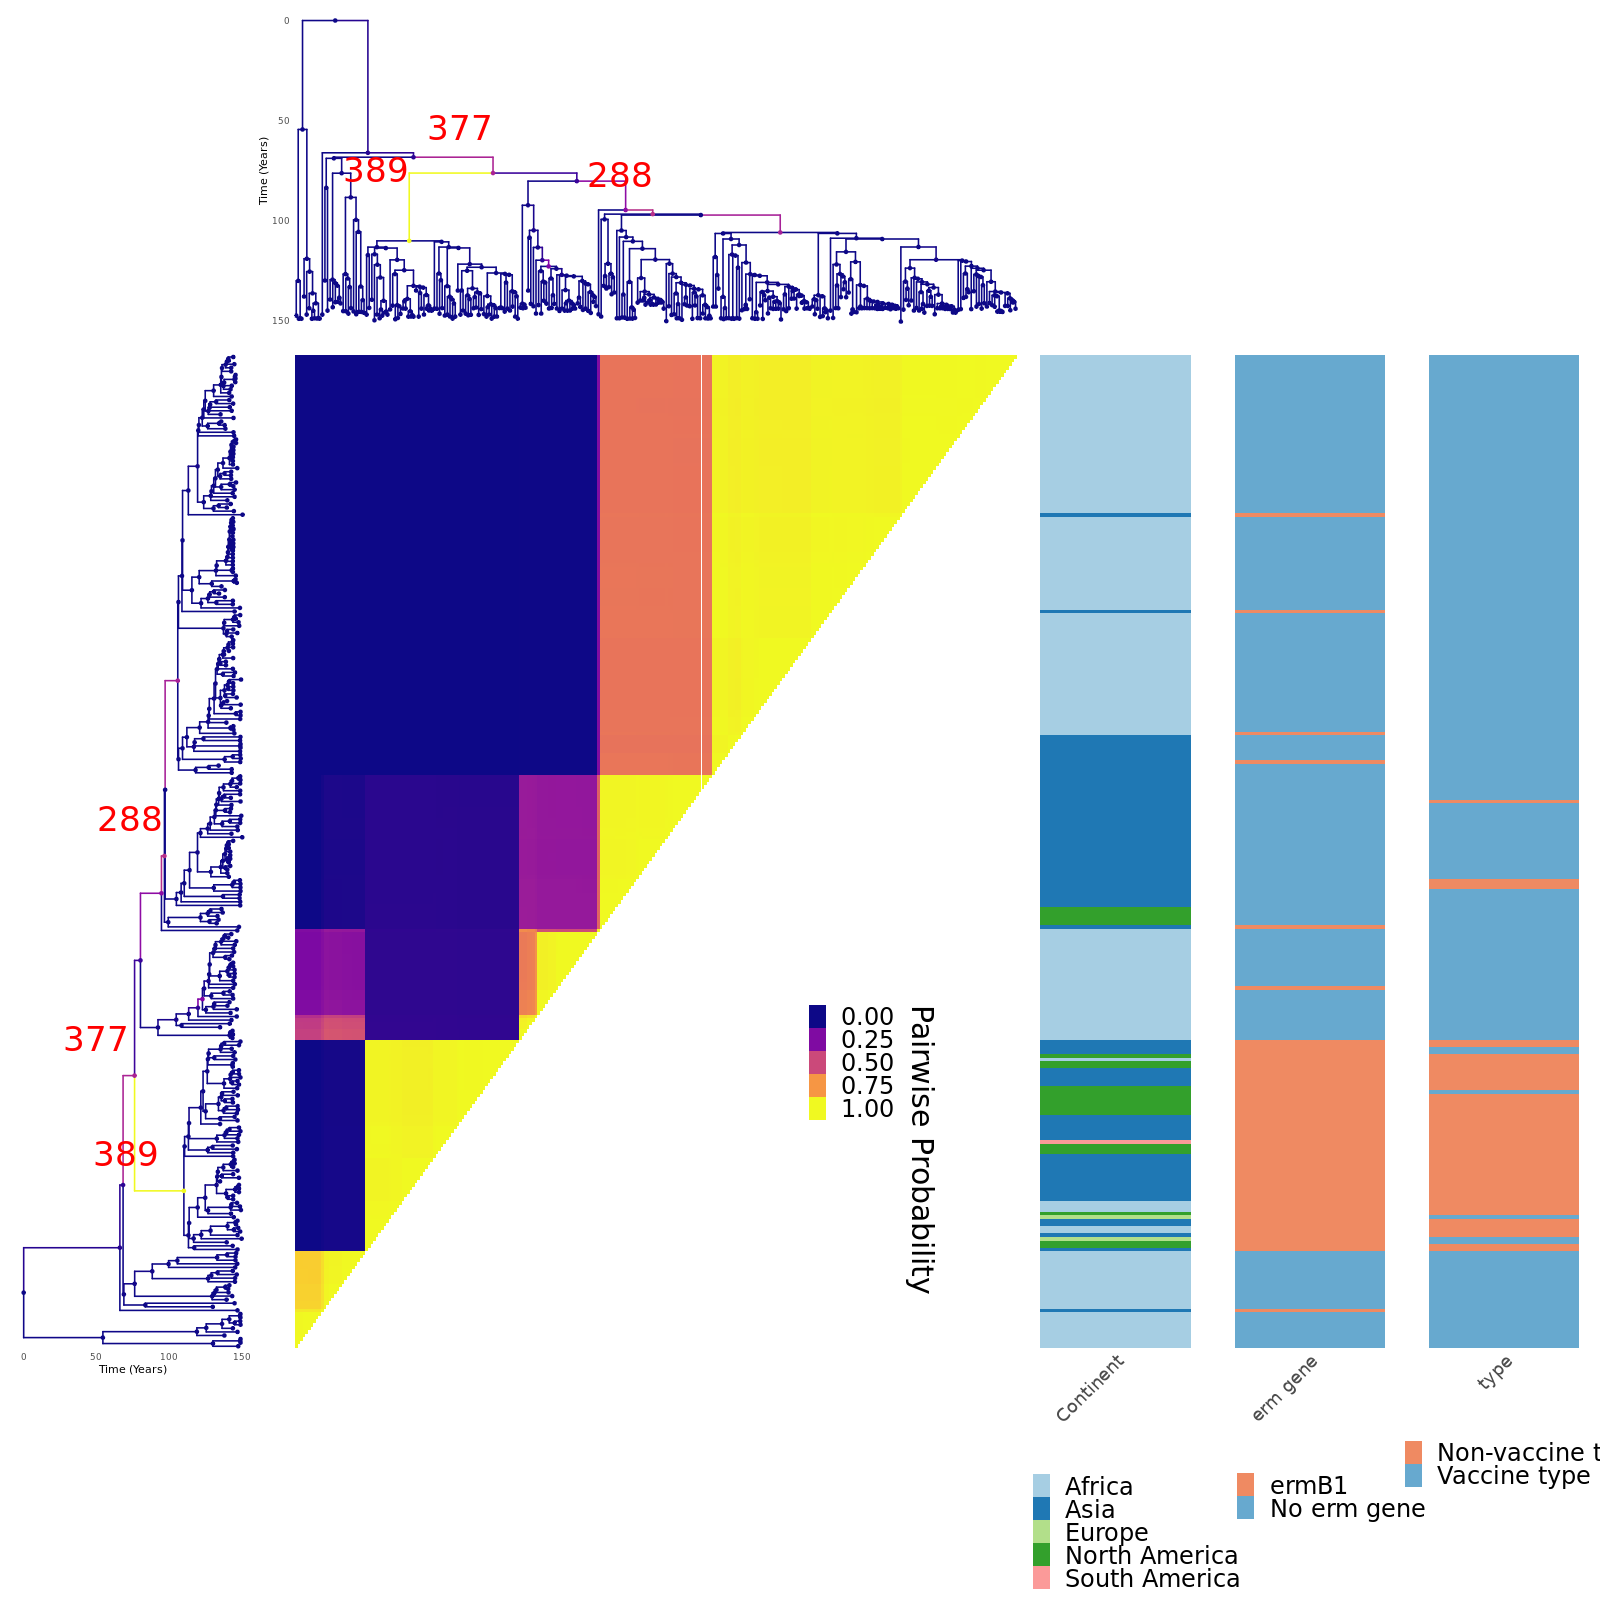 0
50
100
150
Time (Years)
377
389
288
288
377
389
0
50
100
150
Time (Years)
0.00
0.25
0.50
0.75
1.00
Pairwise Probability
Continent
erm gene
type
Africa
Asia
Europe
North America
South America
ermB1
No erm gene
Non-vaccine t
Vaccine type